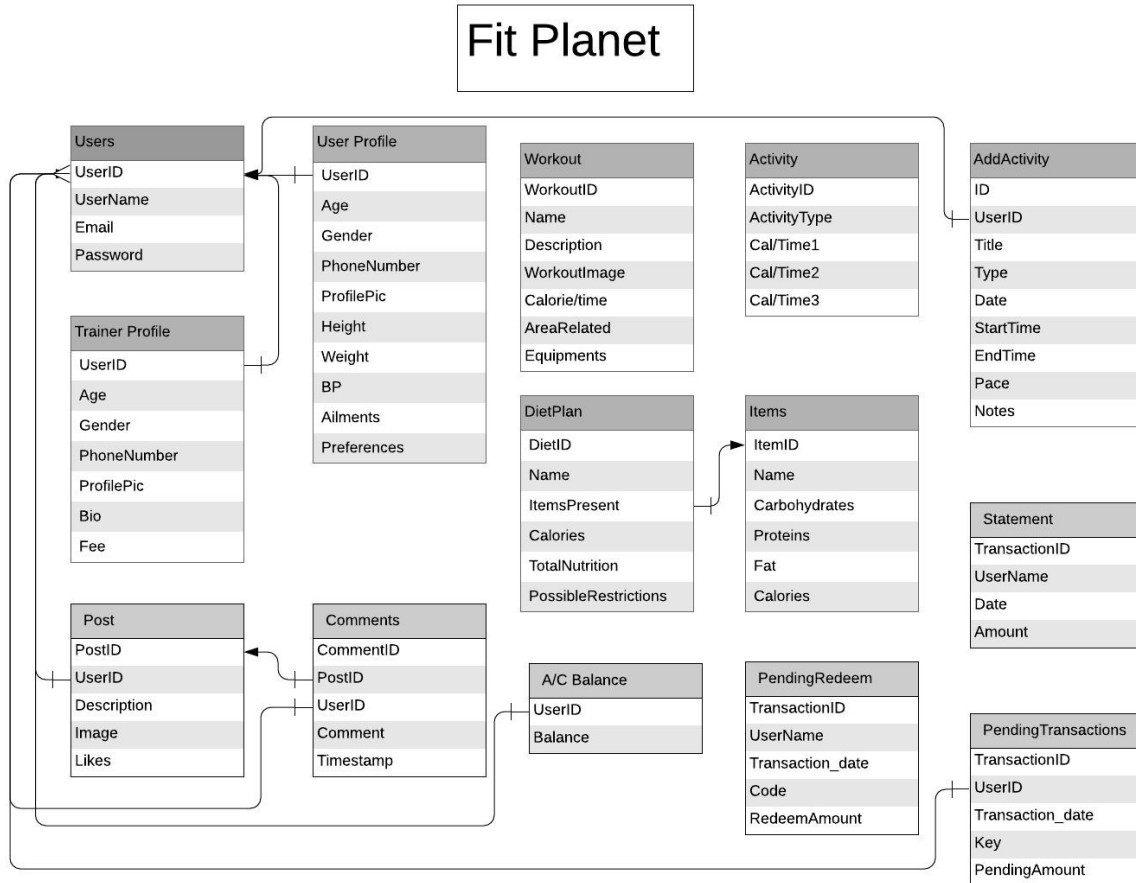 Fit Planet
Users
UserID
UserName
Email
Password
User Profile
UserID
Age
Gender
PhoneNumber
ProfilePic
Height
Weight
BP
Ailments
Preferences
Workout
WorkoutID
Name
Description
WorkoutImage
Calorie/time
AreaRelated
Equipments
Activity
ActivityID
ActivityType
Cal/Time1
Cal/Time2
Cal/Time3
AddActivity
ID
UserID
Title
Type
Date
StartTime
EndTime
Pace
Notes
Trainer Profile
UserID
Age
Gender
PhoneNumber
ProfilePic
Bio
Fee
DietPlan
DietID
Name
ItemsPresent
Calories
TotalNutrition
PossibleRestrictions
Items
ItemID
Name
Carbohydrates
Proteins
Fat
Calories
Statement
TransactionID
UserName
Date
Amount
Post
PostID
UserID
Description
Image
Likes
Comments
CommentID
PostID
UserID
Comment
Timestamp
A/C Balance
UserID
Balance
PendingRedeem
TransactionID
UserName
Transaction_date
Code
RedeemAmount
PendingTransactions
TransactionID
UserID
Transaction_date
Key
PendingAmount